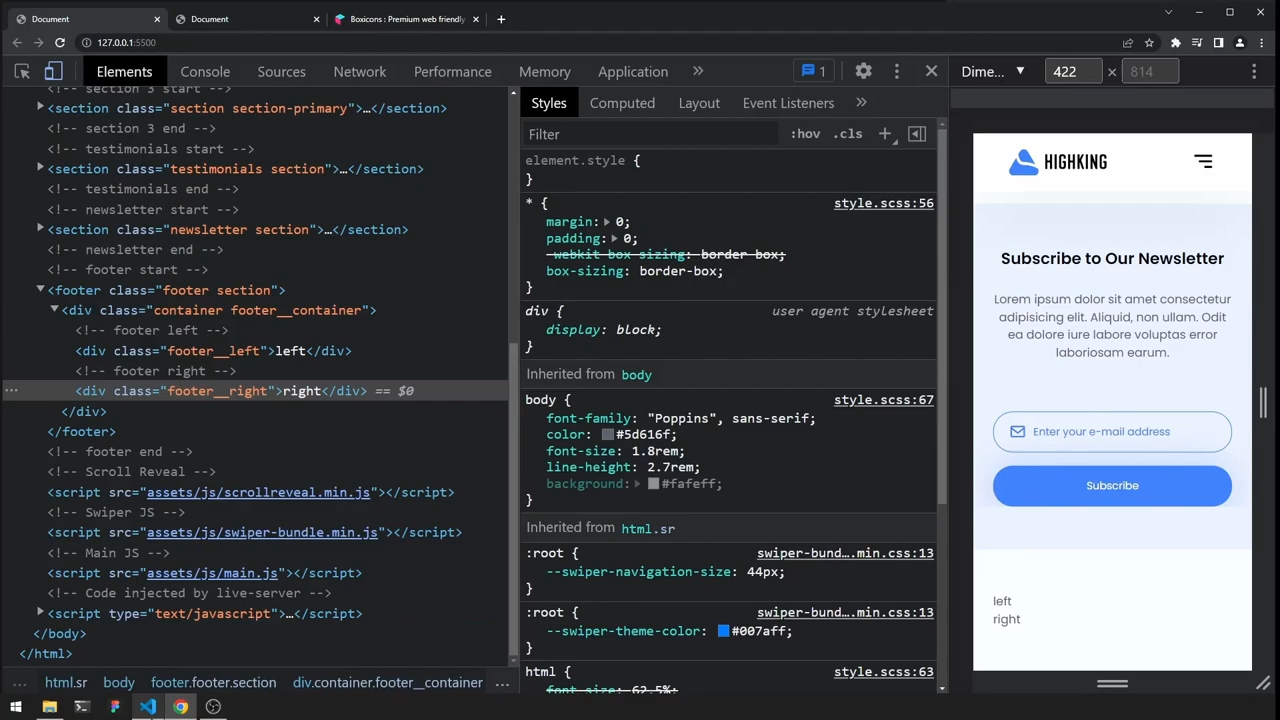 Document
Document
Boxicons : Premium web friendly
127.0.0.1:5500
Elements
Console
Sources
Network
Performance
Memory
Application
1
Dime...
422
×
814
<!-- section 3 start -->
<section class="section section-primary">…</section>
<!-- section 3 end -->
<!-- testimonials start -->
<section class="testimonials section">…</section>
<!-- testimonials end -->
<!-- newsletter start -->
<section class="newsletter section">…</section>
<!-- newsletter end -->
<!-- footer start -->
<footer class="footer section">
<div class="container footer__container">
<!-- footer left -->
<div class="footer__left">left</div>
<!-- footer right -->
<div class="footer__right">right</div> == $0
</div>
</footer>
<!-- footer end -->
<!-- Scroll Reveal -->
<script src="assets/js/scrollreveal.min.js"></script>
<!-- Swiper JS -->
<script src="assets/js/swiper-bundle.min.js"></script>
<!-- Main JS -->
<script src="assets/js/main.js"></script>
<!-- Code injected by live-server -->
<script type="text/javascript">…</script>
</body>
</html>
... html.sr body footer.footer.section div.container.footer__container ...
Styles
Computed
Layout
Event Listeners
Filter
:hov .cls
element.style {
}
* { style.scss:56
margin: 0;
padding: 0;
-webkit-box-sizing: border-box;
box-sizing: border-box;
}
div { user agent stylesheet
display: block;
}
Inherited from body
body { style.scss:67
font-family: "Poppins", sans-serif;
color: #5d616f;
font-size: 1.8rem;
line-height: 2.7rem;
background: #fafeff;
}
Inherited from html.sr
:root { swiper-bund….min.css:13
--swiper-navigation-size: 44px;
}
:root { swiper-bund….min.css:13
--swiper-theme-color: #007aff;
}
html { style.scss:63
font-size: 62.5%;
HIGHKING
Subscribe to Our Newsletter
Lorem ipsum dolor sit amet consectetur
adipisicing elit. Aliquid, non ullam. Odit
ea dolore iure labore voluptas error
laboriosam earum.
Enter your e-mail address
Subscribe
left
right